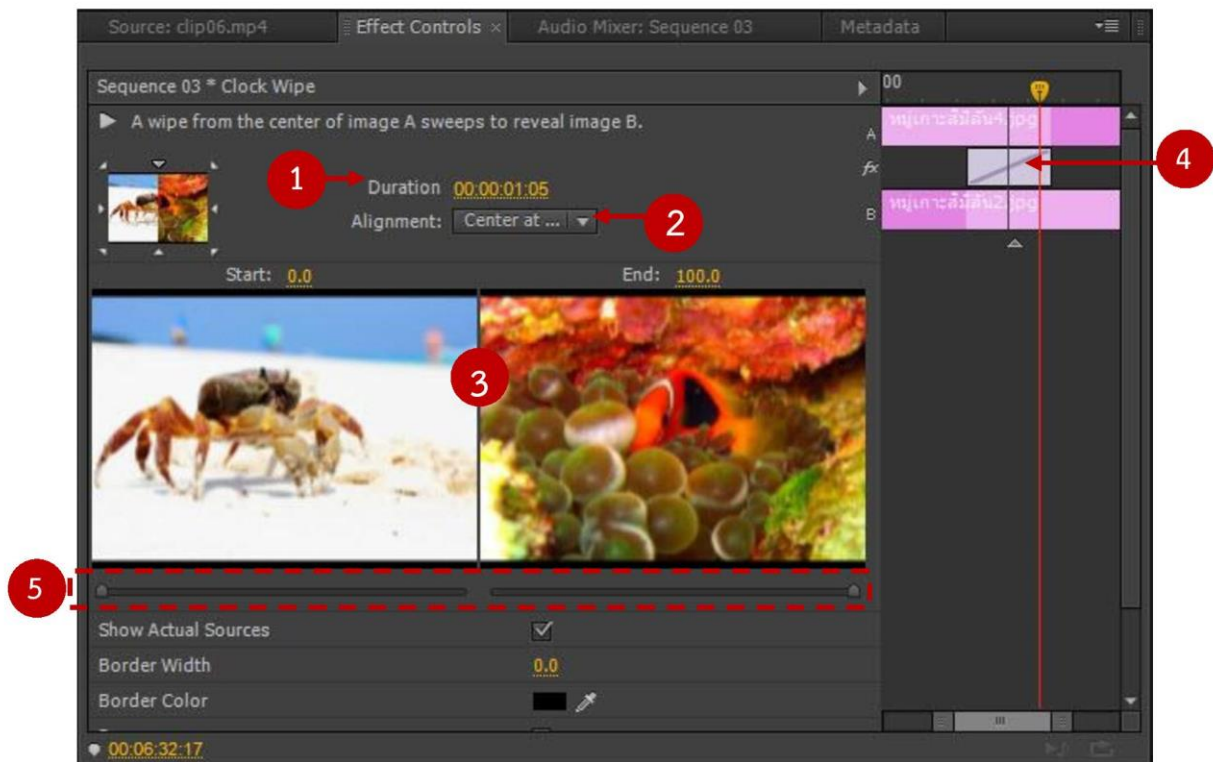 Source: clip06.mp4 Effect Controls × Audio Mixer: Sequence 03 Metadata
Sequence 03 * Clock Wipe 00
A wipe from the center of image A sweeps to reveal image B.
A หมู่เกาะสิมิลัน4.jpg
fx
4
1 Duration 00:00:01:05
B หมู่เกาะสิมิลัน2.jpg
Alignment: Center at ... 2
Start: 0.0 End: 100.0
3
5
Show Actual Sources
Border Width 0.0
Border Color
00:06:32:17